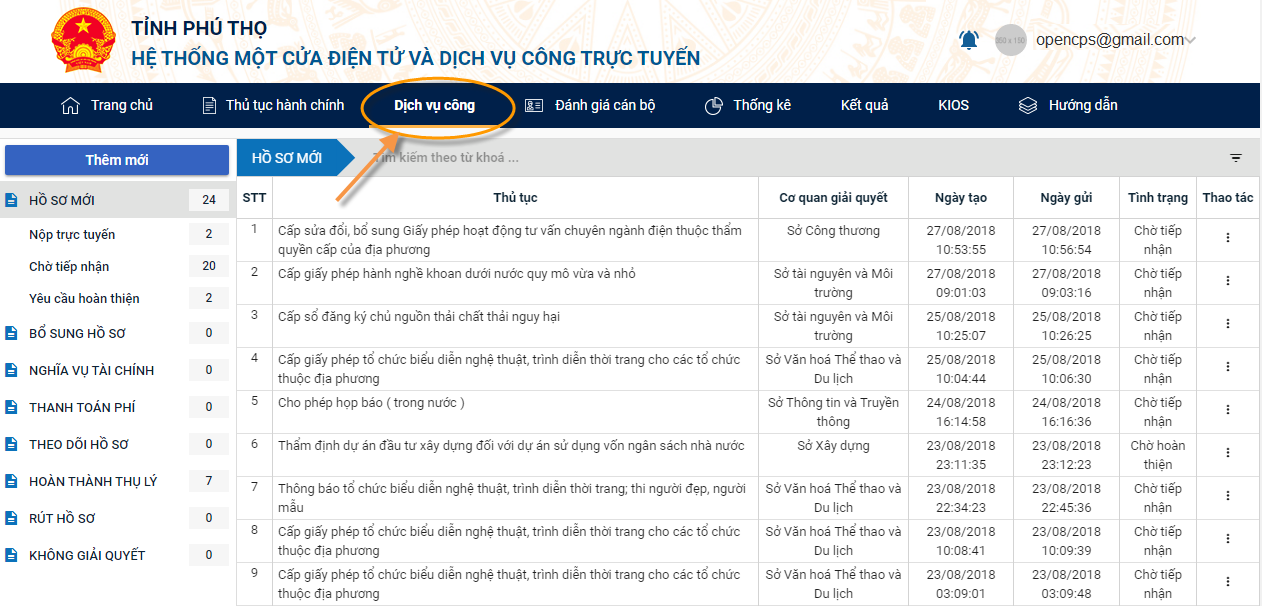 TỈNH PHÚ THỌ
HỆ THỐNG MỘT CỬA ĐIỆN TỬ VÀ DỊCH VỤ CÔNG TRỰC TUYẾN
opencps@gmail.com
Trang chủ
Thủ tục hành chính
Dịch vụ công
Đánh giá cán bộ
Thống kê
Kết quả
KIOS
Hướng dẫn
Thêm mới
HỒ SƠ MỚI 24
Nộp trực tuyến 2
Chờ tiếp nhận 20
Yêu cầu hoàn thiện 2
BỔ SUNG HỒ SƠ 0
NGHĨA VỤ TÀI CHÍNH 0
THANH TOÁN PHÍ 0
THEO DÕI HỒ SƠ 0
HOÀN THÀNH THỤ LÝ 7
RÚT HỒ SƠ 0
KHÔNG GIẢI QUYẾT 0
HỒ SƠ MỚI
Tìm kiếm theo từ khoá ...
STT Thủ tục Cơ quan giải quyết Ngày tạo Ngày gửi Tình trạng Thao tác
1 Cấp sửa đổi, bổ sung Giấy phép hoạt động tư vấn chuyên ngành điện thuộc thẩm Sở Công thương 27/08/2018 27/08/2018 Chờ tiếp
quyền cấp của địa phương 10:53:55 10:56:54 nhận
2 Cấp giấy phép hành nghề khoan dưới nước quy mô vừa và nhỏ Sở tài nguyên và Môi 27/08/2018 27/08/2018 Chờ tiếp
trường 09:01:03 09:03:16 nhận
3 Cấp sổ đăng ký chủ nguồn thải chất thải nguy hại Sở tài nguyên và Môi 25/08/2018 25/08/2018 Chờ tiếp
trường 10:25:07 10:26:25 nhận
4 Cấp giấy phép tổ chức biểu diễn nghệ thuật, trình diễn thời trang cho các tổ chức Sở Văn hoá Thể thao và 25/08/2018 25/08/2018 Chờ tiếp
thuộc địa phương Du lịch 10:04:44 10:06:30 nhận
5 Cho phép họp báo ( trong nước ) Sở Thông tin và Truyền 24/08/2018 24/08/2018 Chờ tiếp
thông 16:14:58 16:16:36 nhận
6 Thẩm định dự án đầu tư xây dựng đối với dự án sử dụng vốn ngân sách nhà nước Sở Xây dựng 23/08/2018 23/08/2018 Chờ hoàn
23:11:35 23:12:23 thiện
7 Thông báo tổ chức biểu diễn nghệ thuật, trình diễn thời trang; thi người đẹp, người Sở Văn hoá Thể thao và 23/08/2018 23/08/2018 Chờ tiếp
mẫu Du lịch 22:34:23 22:45:36 nhận
8 Cấp giấy phép tổ chức biểu diễn nghệ thuật, trình diễn thời trang cho các tổ chức Sở Văn hoá Thể thao và 23/08/2018 23/08/2018 Chờ tiếp
thuộc địa phương Du lịch 10:08:41 10:09:39 nhận
9 Cấp giấy phép tổ chức biểu diễn nghệ thuật, trình diễn thời trang cho các tổ chức Sở Văn hoá Thể thao và 23/08/2018 23/08/2018 Chờ tiếp
thuộc địa phương Du lịch 03:09:01 03:09:48 nhận